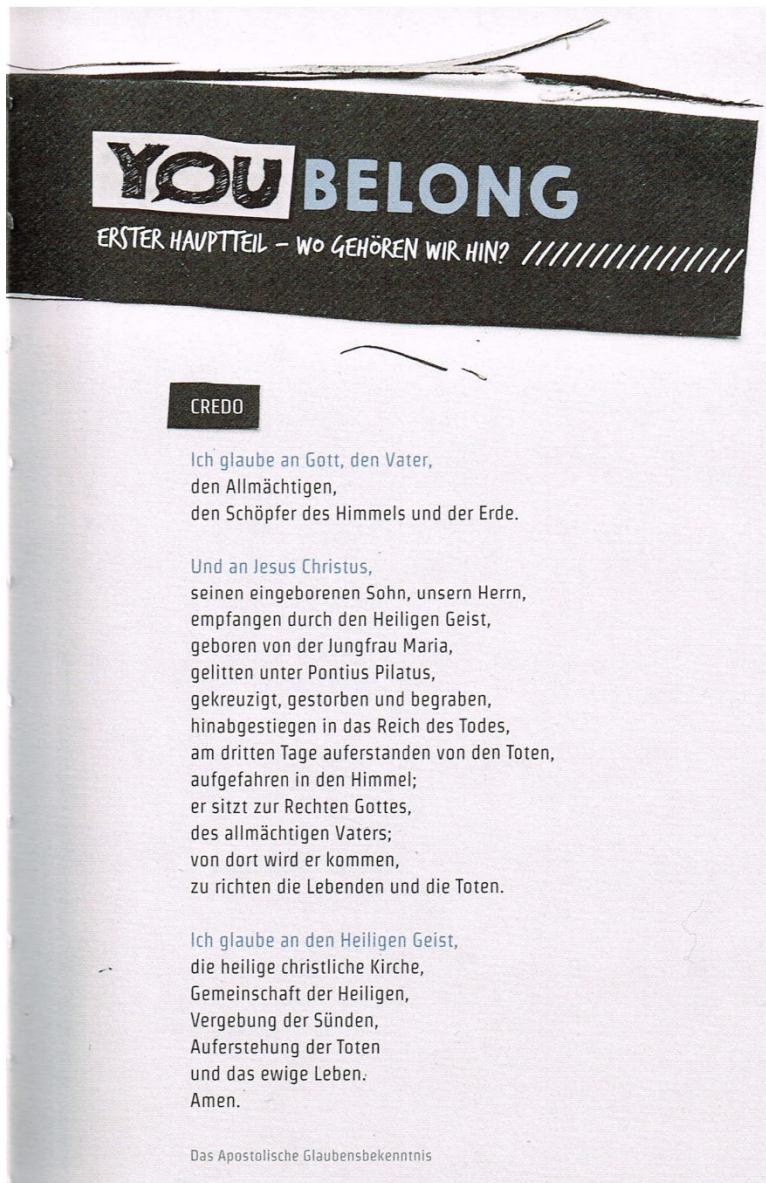 YOU BELONG
ERSTER HAUPTTEIL – WO GEHÖREN WIR HIN? ////////////////
CREDO
Ich glaube an Gott, den Vater,
den Allmächtigen,
den Schöpfer des Himmels und der Erde.
Und an Jesus Christus,
seinen eingeborenen Sohn, unsern Herrn,
empfangen durch den Heiligen Geist,
geboren von der Jungfrau Maria,
gelitten unter Pontius Pilatus,
gekreuzigt, gestorben und begraben,
hinabgestiegen in das Reich des Todes,
am dritten Tage auferstanden von den Toten,
aufgefahren in den Himmel;
er sitzt zur Rechten Gottes,
des allmächtigen Vaters;
von dort wird er kommen,
zu richten die Lebenden und die Toten.
Ich glaube an den Heiligen Geist,
die heilige christliche Kirche,
Gemeinschaft der Heiligen,
Vergebung der Sünden,
Auferstehung der Toten
und das ewige Leben.
Amen.
Das Apostolische Glaubensbekenntnis